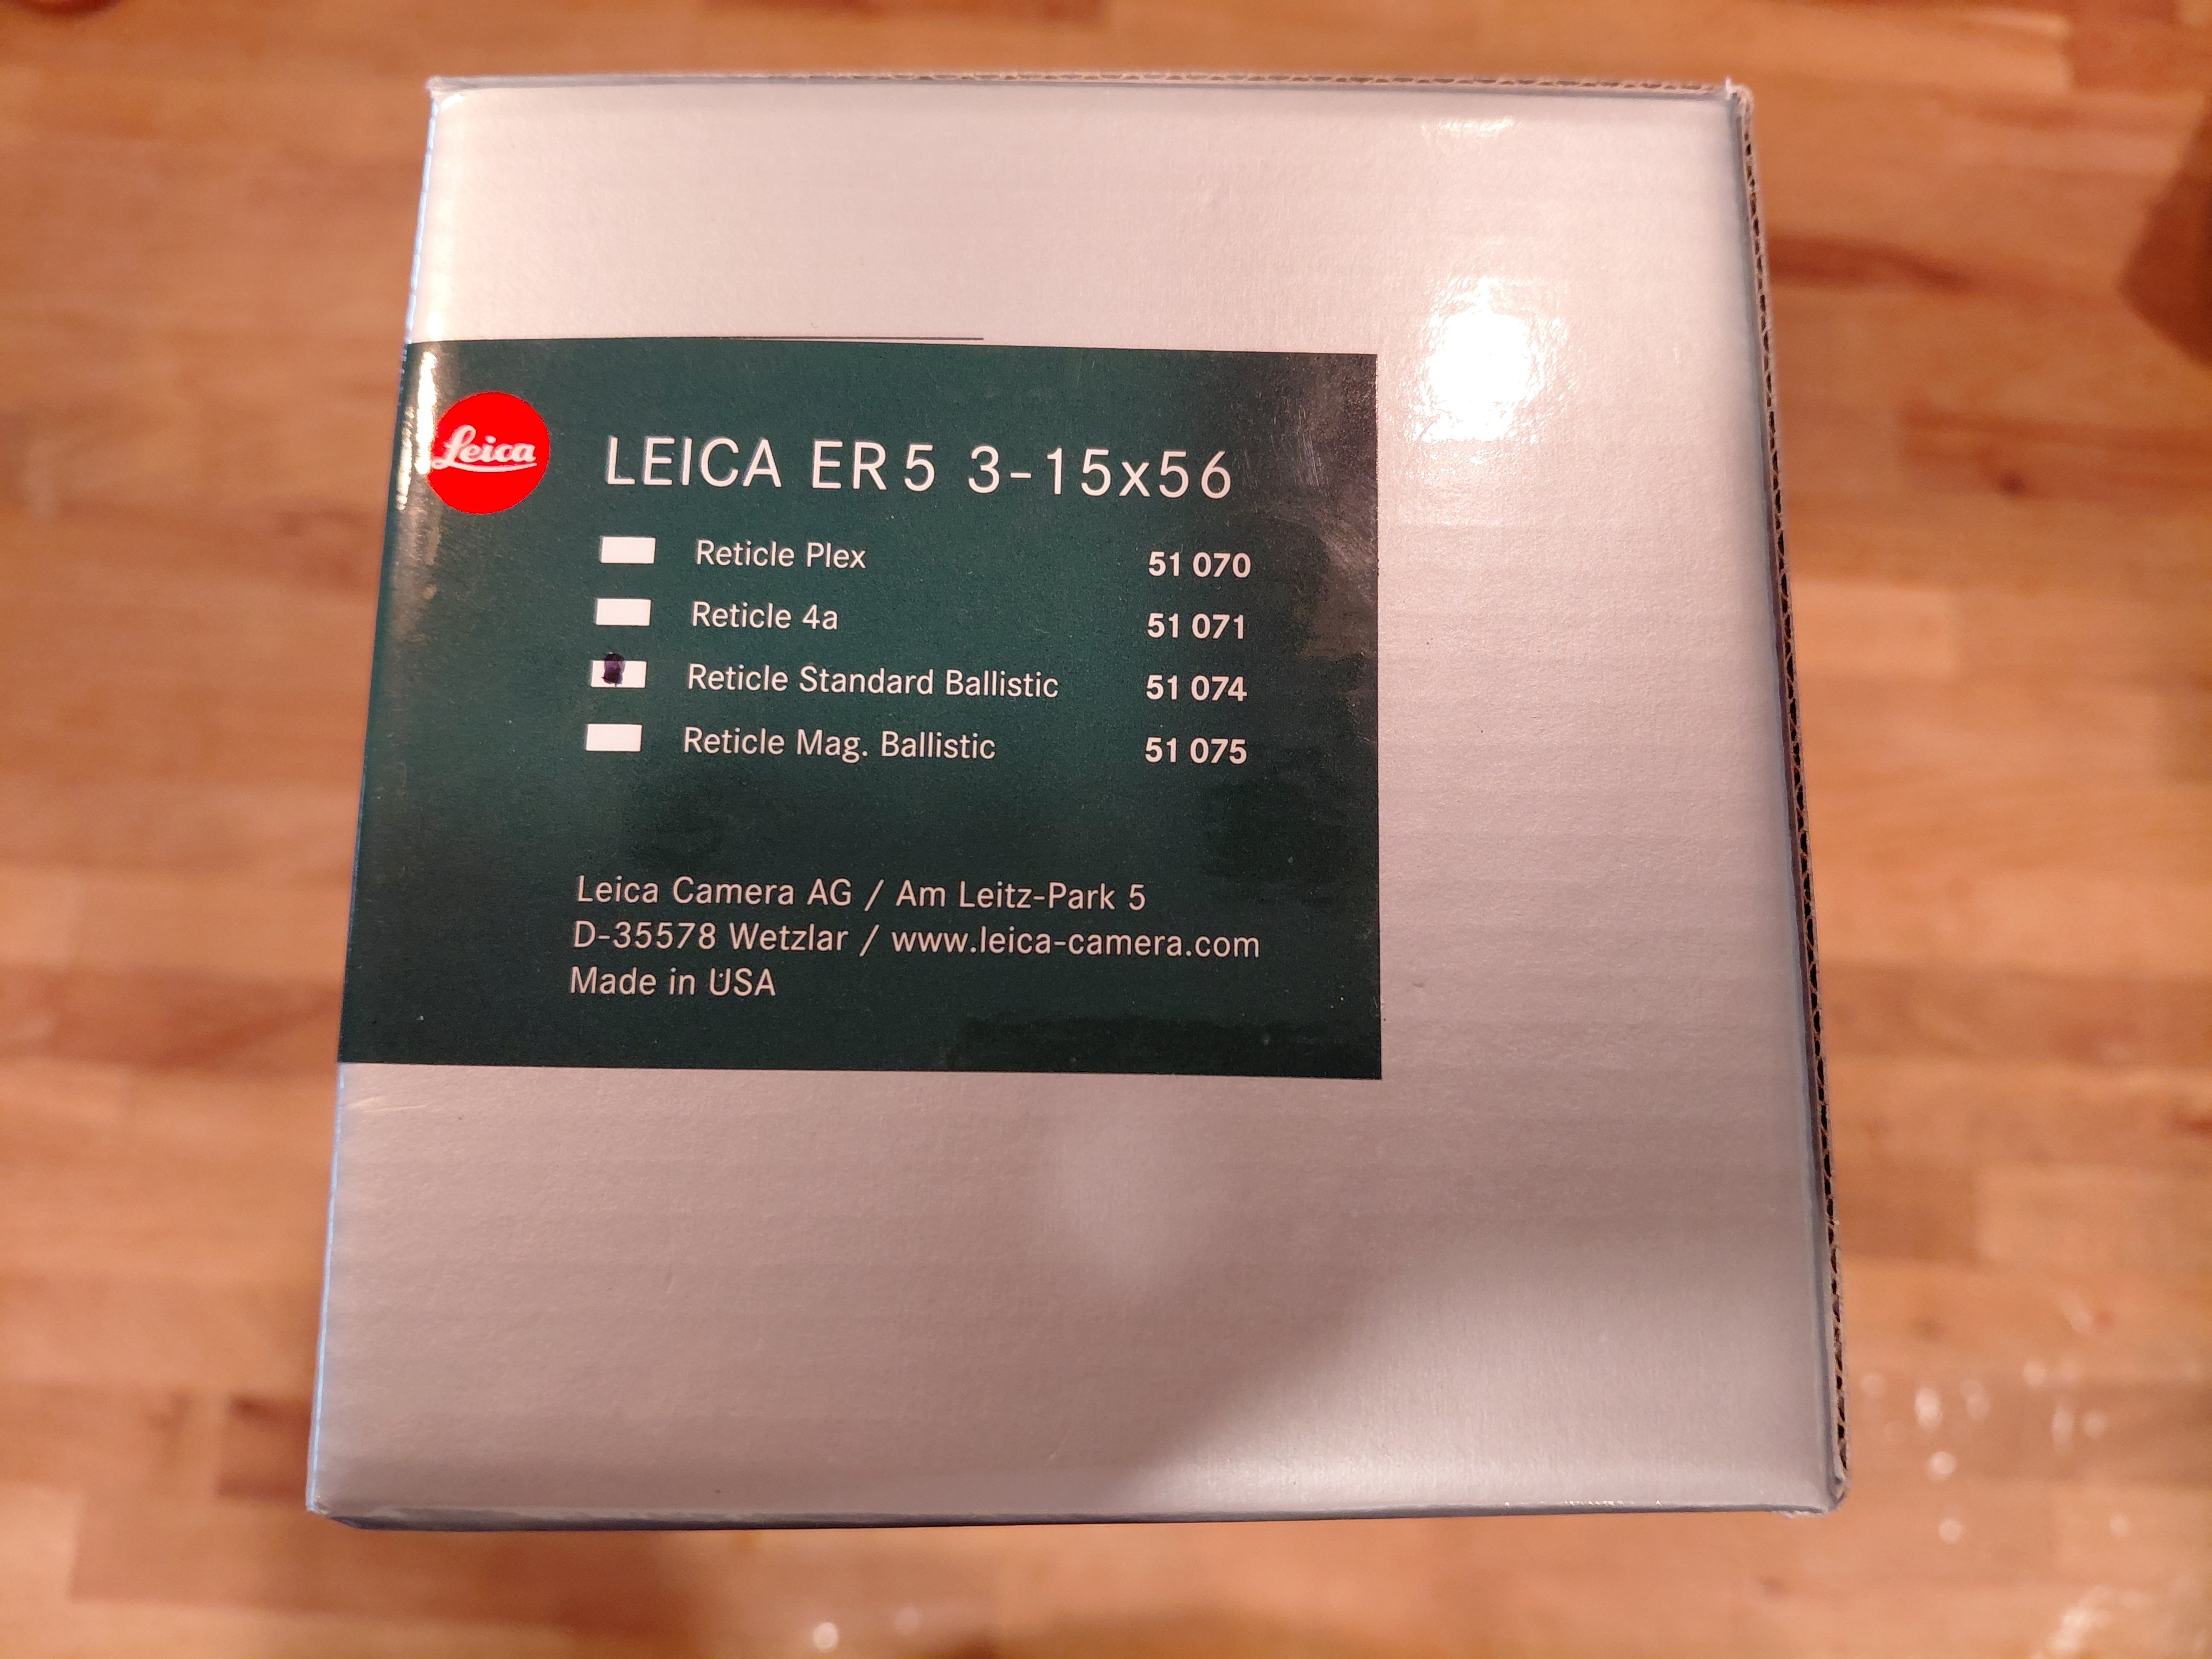 Leica
LEICA ER 5 3-15x56
Reticle Plex 51 070
Reticle 4a 51 071
Reticle Standard Ballistic 51 074
Reticle Mag. Ballistic 51 075
Leica Camera AG / Am Leitz-Park 5
D-35578 Wetzlar / www.leica-camera.com
Made in USA